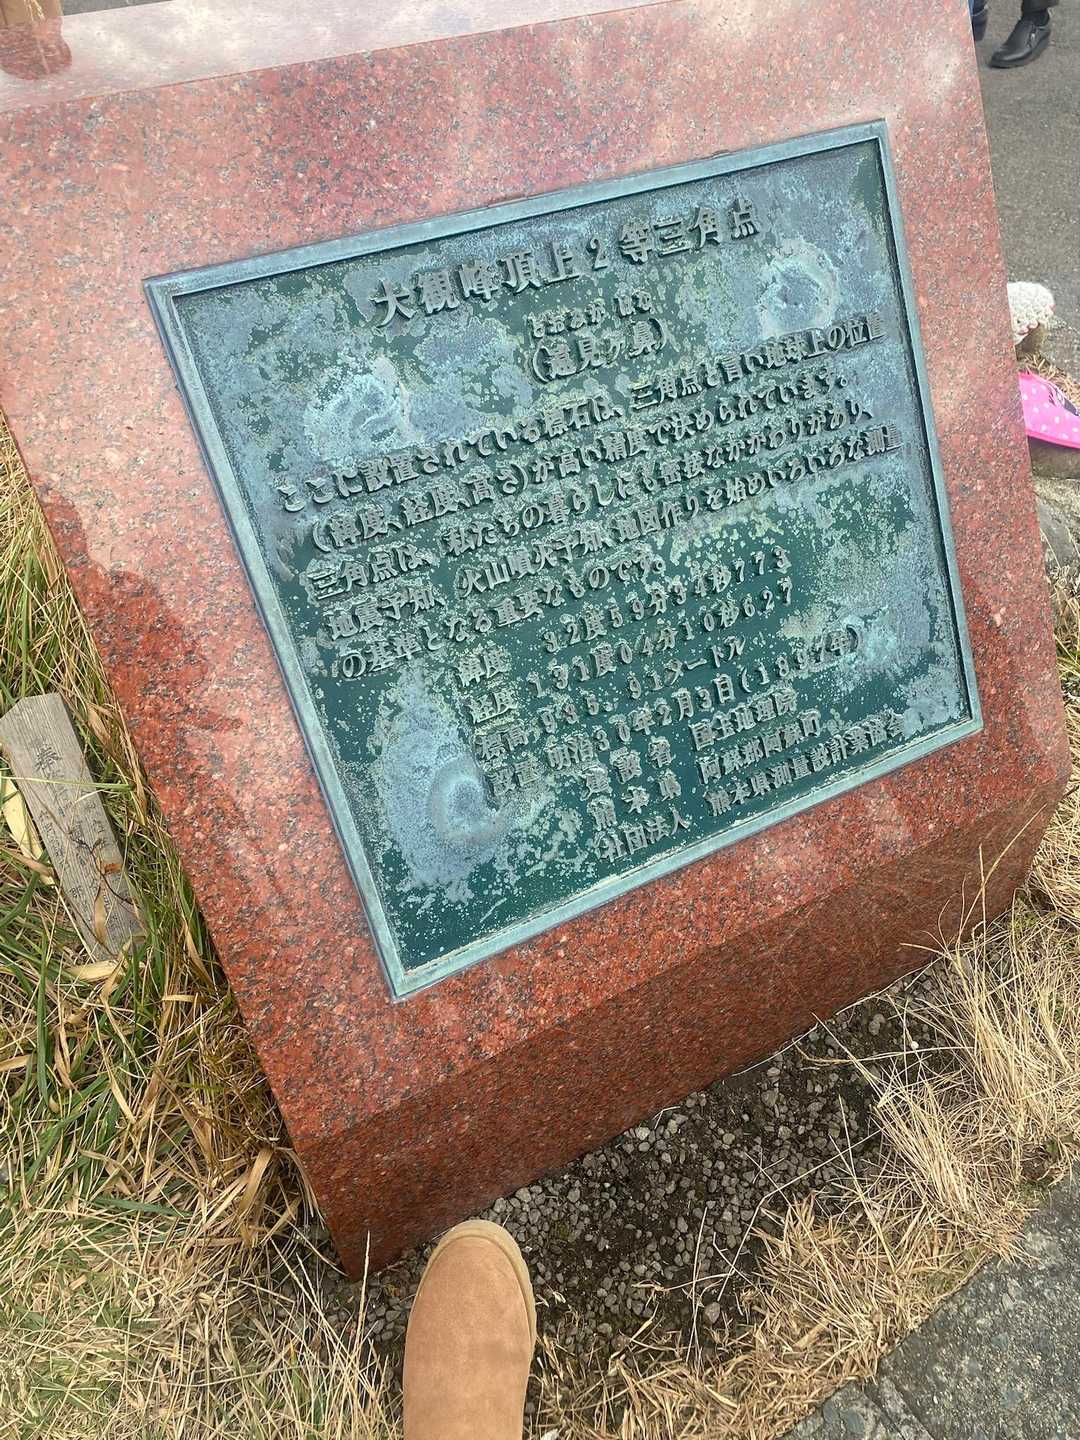 大観峰頂上2等三角点
とおみが はな
(遠見ヶ鼻)
ここに設置されている標石は、三角点と言い地球上の位置
(緯度、経度、高さ)が高い精度で決められています。
三角点は、私たちの暮らしにも密接なかかわりがあり、
地震予知、火山噴火予知、地図作りを始めいろいろな測量
の基準となる重要なものです。
緯度 32度59分34秒773
経度 131度04分10秒627
標高 935.91メートル
設置 明治30年2月3日(1897年)
建設者 国土地理院
熊本県 阿蘇郡阿蘇町
社団法人 熊本県測量設計業協会